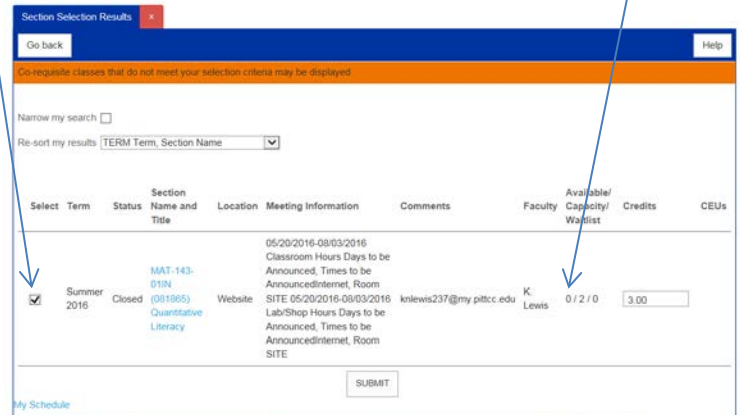 Section Selection Results x
Go back Help
Co-requisite classes that do not meet your selection criteria may be displayed
Narrow my search
Re-sort my results TERM Term, Section Name
Select Term Status Section Name and Title Location Meeting Information Comments Faculty Available/ Capacity/ Waitlist Credits CEUs
05/20/2016-08/03/2016
Classroom Hours Days to be
Announced, Times to be
MAT-143- AnnouncedInternet, Room
Summer 2016 Closed 01IN (081865) Quantitative Literacy Website SITE 05/20/2016-08/03/2016 knlewis237@my.pittcc.edu K. Lewis 0 / 2 / 0 3.00
Lab/Shop Hours Days to be
Announced, Times to be
AnnouncedInternet, Room
SITE
SUBMIT
My Schedule